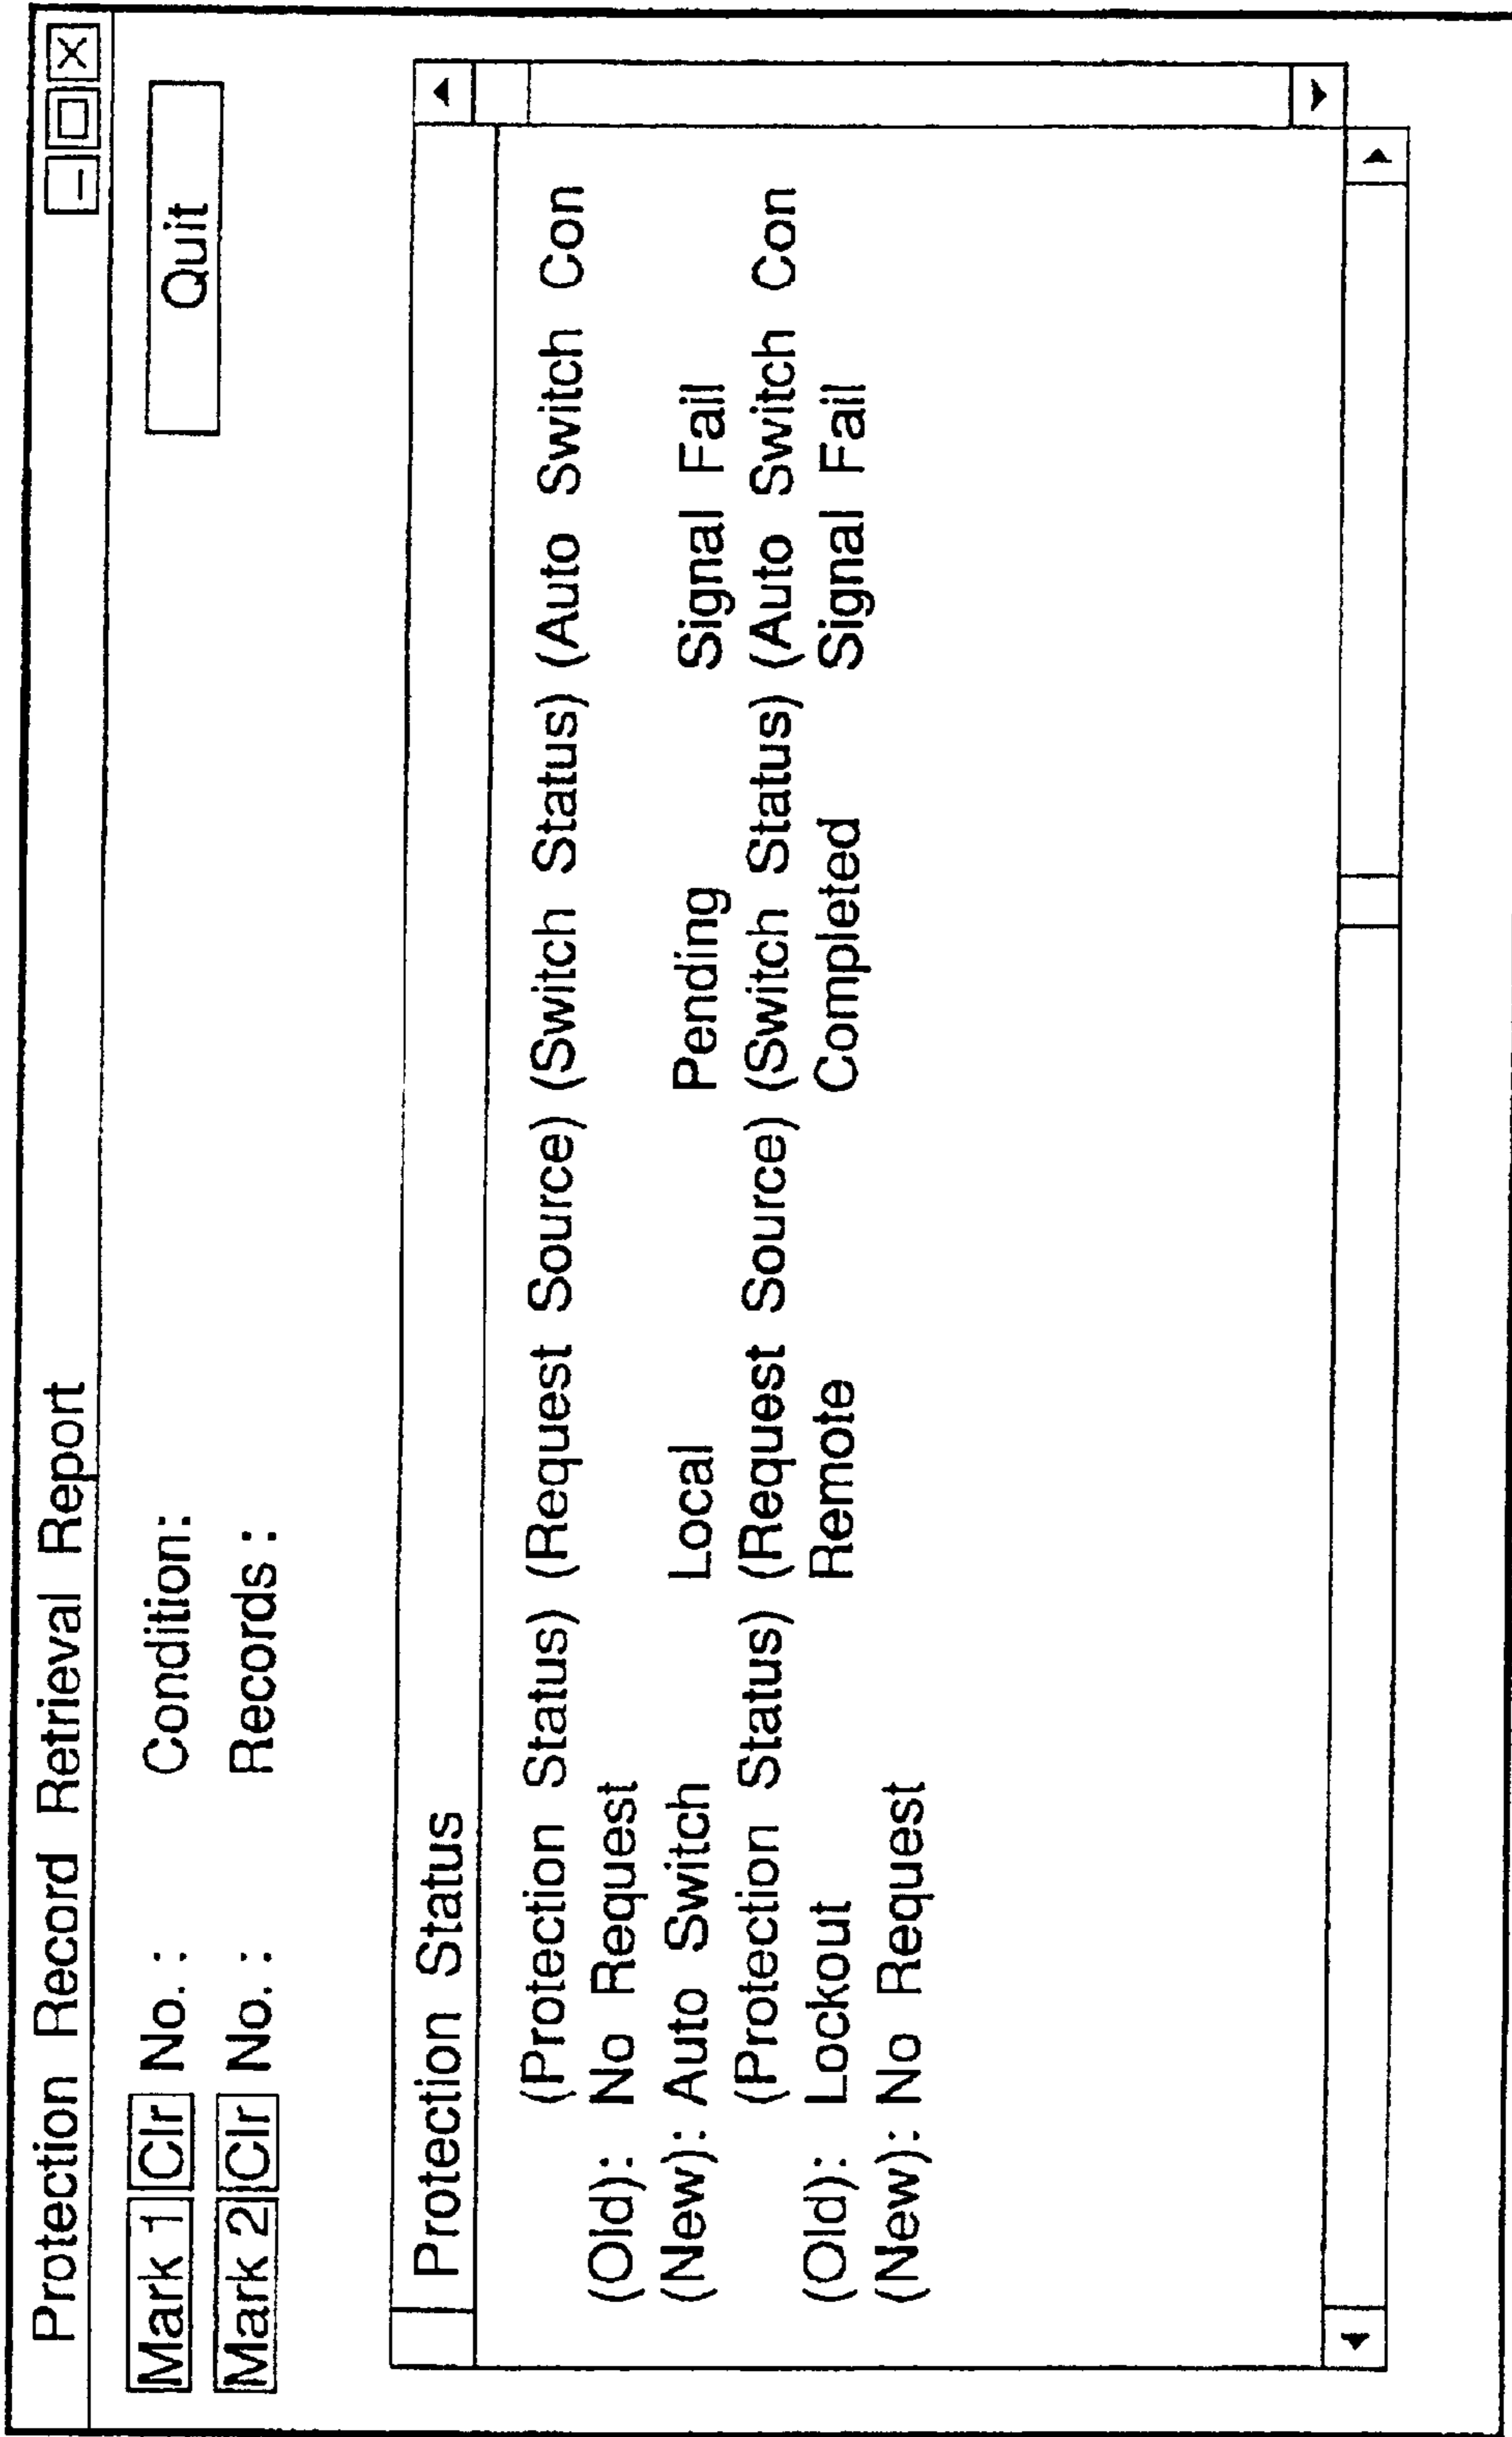 Protection Record Retrieval Report
Mark 1 Clr No. : Condition: Quit
Mark 2 Clr No. : Records :
Protection Status
(Protection Status) (Request Source) (Switch Status) (Auto Switch Con
(Old): No Request
(New): Auto Switch Local Pending Signal Fail
(Protection Status) (Request Source) (Switch Status) (Auto Switch Con
(Old): Lockout Remote Completed Signal Fail
(New): No Request